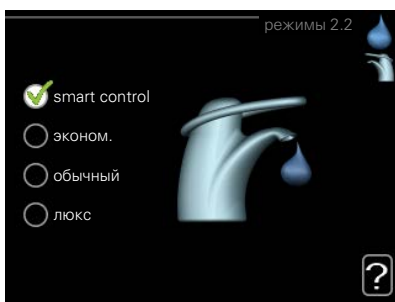 режимы 2.2
smart control
эконом.
обычный
люкс
?